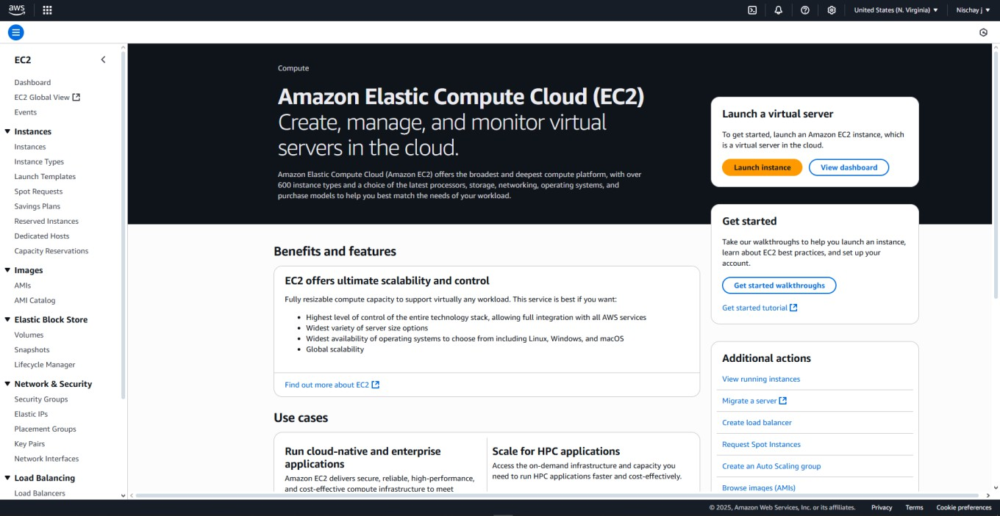 aws
United States (N. Virginia)
Nischay j
EC2
Dashboard
EC2 Global View
Events
Instances
Instances
Instance Types
Launch Templates
Spot Requests
Savings Plans
Reserved Instances
Dedicated Hosts
Capacity Reservations
Images
AMIs
AMI Catalog
Elastic Block Store
Volumes
Snapshots
Lifecycle Manager
Network & Security
Security Groups
Elastic IPs
Placement Groups
Key Pairs
Network Interfaces
Load Balancing
Load Balancers
Compute
Amazon Elastic Compute Cloud (EC2)
Create, manage, and monitor virtual
servers in the cloud.
Amazon Elastic Compute Cloud (Amazon EC2) offers the broadest and deepest compute platform, with over
600 instance types and a choice of the latest processors, storage, networking, operating systems, and
purchase models to help you best match the needs of your workload.
Launch a virtual server
To get started, launch an Amazon EC2 instance, which
is a virtual server in the cloud.
Launch instance
View dashboard
Get started
Take our walkthroughs to help you launch an instance,
learn about EC2 best practices, and set up your
account.
Get started walkthroughs
Get started tutorial
Benefits and features
EC2 offers ultimate scalability and control
Fully resizable compute capacity to support virtually any workload. This service is best if you want:
• Highest level of control of the entire technology stack, allowing full integration with all AWS services
• Widest variety of server size options
• Widest availability of operating systems to choose from including Linux, Windows, and macOS
• Global scalability
Find out more about EC2
Use cases
Run cloud-native and enterprise
applications
Amazon EC2 delivers secure, reliable, high-performance,
and cost-effective compute infrastructure to meet
Scale for HPC applications
Access the on-demand infrastructure and capacity you
need to run HPC applications faster and cost-effectively.
Additional actions
View running instances
Migrate a server
Create load balancer
Request Spot Instances
Create an Auto Scaling group
Browse images (AMIs)
© 2025, Amazon Web Services, Inc. or its affiliates.
Privacy
Terms
Cookie preferences